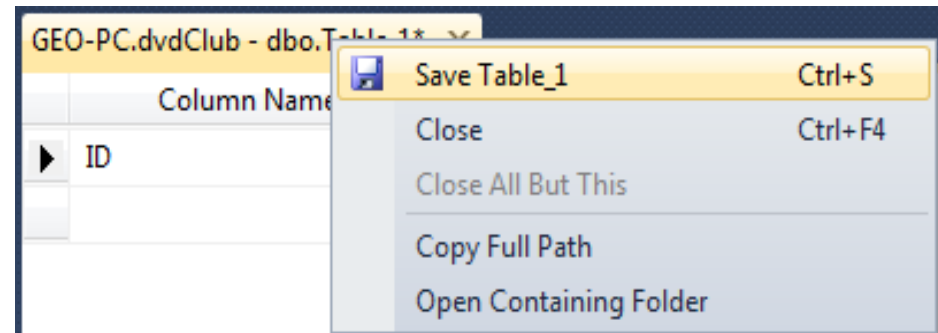 GEO-PC.dvdClub - dbo.Table_1*
Column Name
ID
Save Table_1 Ctrl+S
Close Ctrl+F4
Close All But This
Copy Full Path
Open Containing Folder